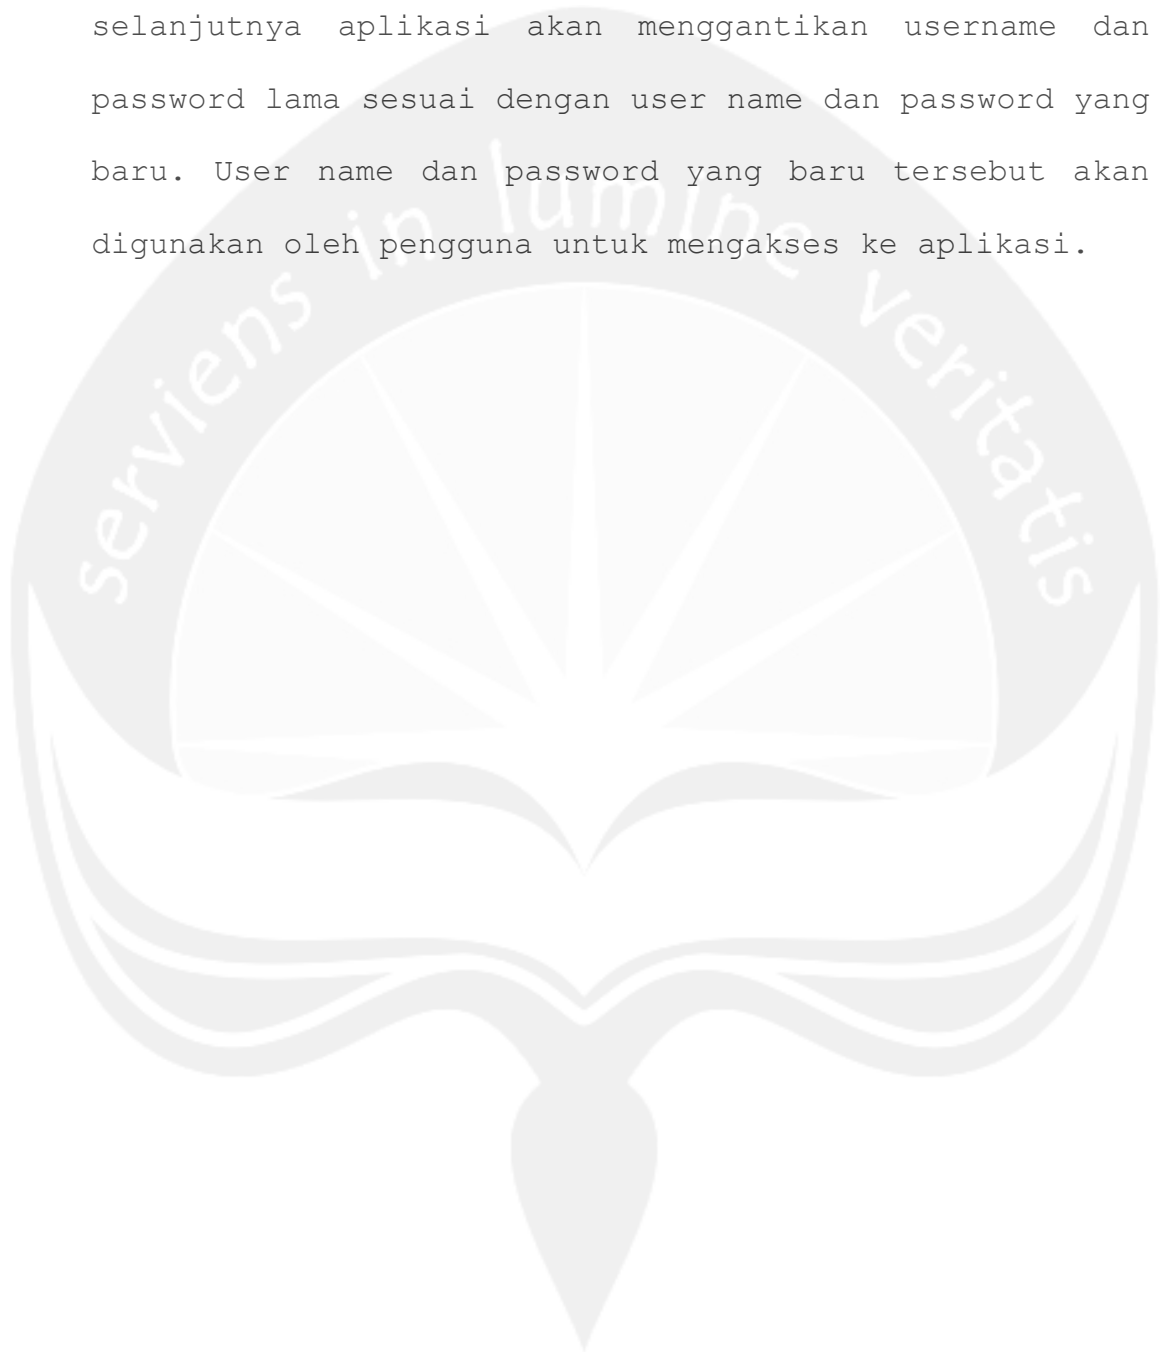 selanjutnya aplikasi akan menggantikan username dan
password lama sesuai dengan user name dan password yang
baru. User name dan password yang baru tersebut akan
digunakan oleh pengguna untuk mengakses ke aplikasi.
serviens in lumine veritatis